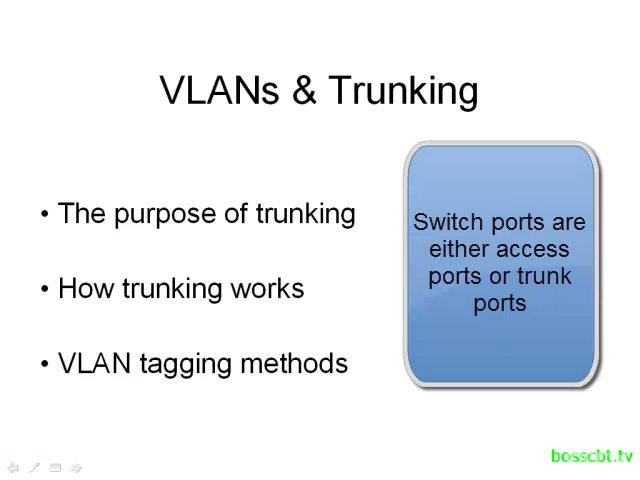 VLANs & Trunking
• The purpose of trunking
• How trunking works
• VLAN tagging methods
Switch ports are
either access
ports or trunk
ports
bosscbt.tv